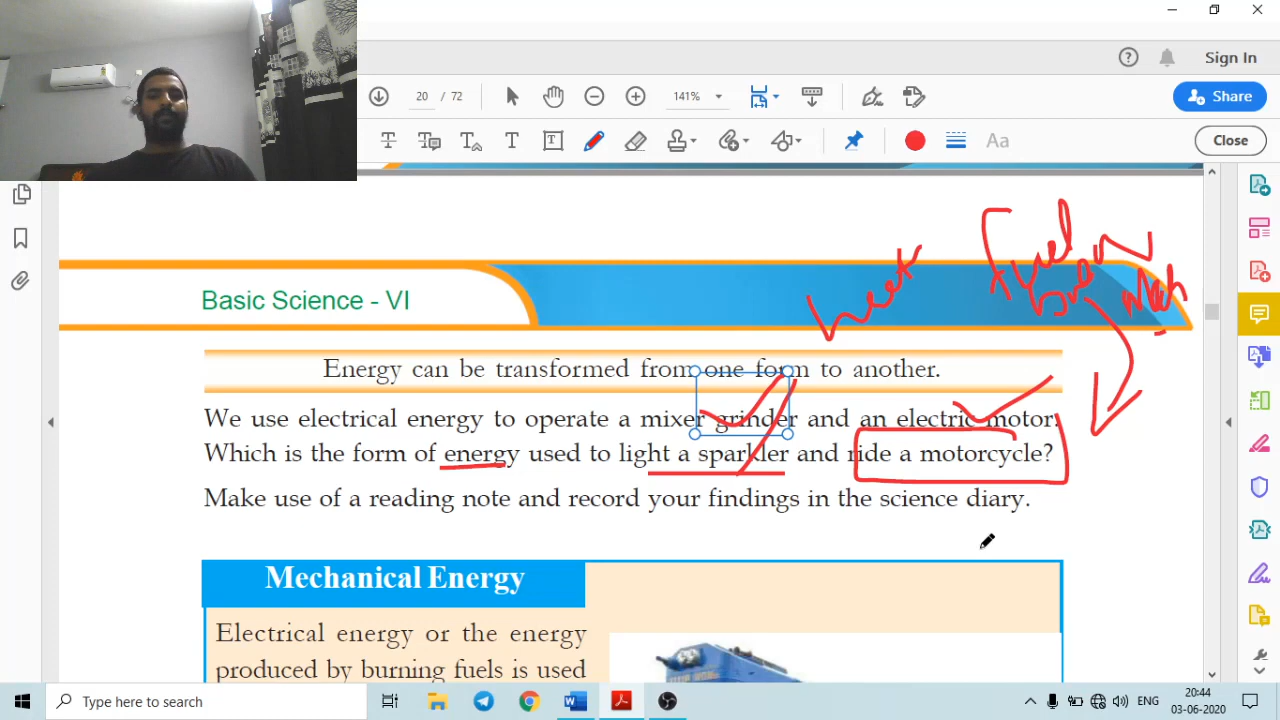 Sign In
20 / 72
141%
Share
Aa
Close
Fuel
heat
Basic Science - VI
Energy can be transformed from one form to another.
We use electrical energy to operate a mixer grinder and an electric motor.
Which is the form of energy used to light a sparkler and ride a motorcycle?
Make use of a reading note and record your findings in the science diary.
Mechanical Energy
Electrical energy or the energy
produced by burning fuels is used
Type here to search
ENG
20:44
03-06-2020